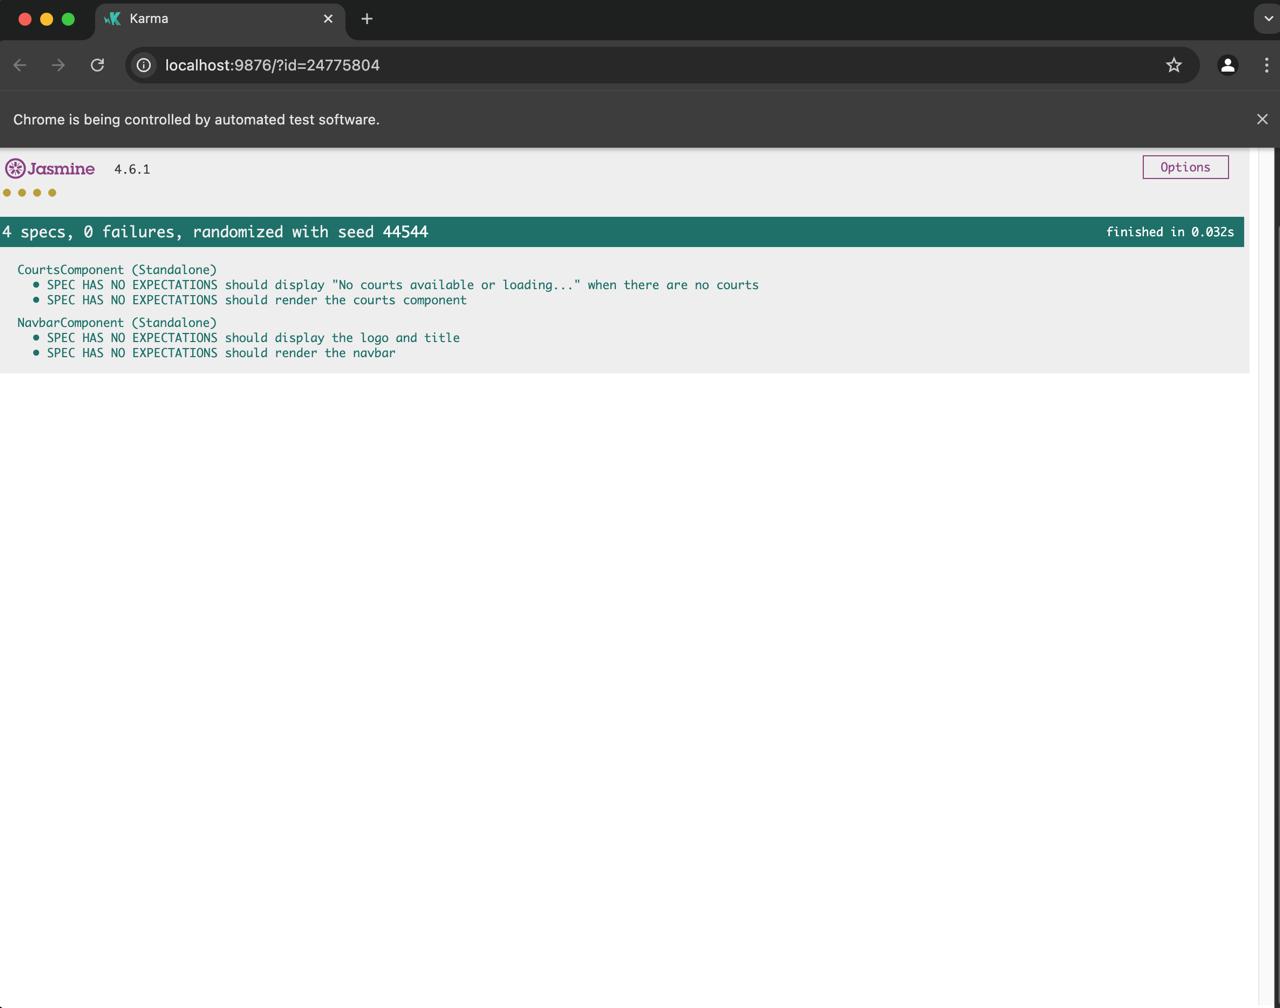 Karma
localhost:9876/?id=24775804
Chrome is being controlled by automated test software.
Jasmine 4.6.1
Options
4 specs, 0 failures, randomized with seed 44544
finished in 0.032s
CourtsComponent (Standalone)
• SPEC HAS NO EXPECTATIONS should display "No courts available or loading..." when there are no courts
• SPEC HAS NO EXPECTATIONS should render the courts component
NavbarComponent (Standalone)
• SPEC HAS NO EXPECTATIONS should display the logo and title
• SPEC HAS NO EXPECTATIONS should render the navbar